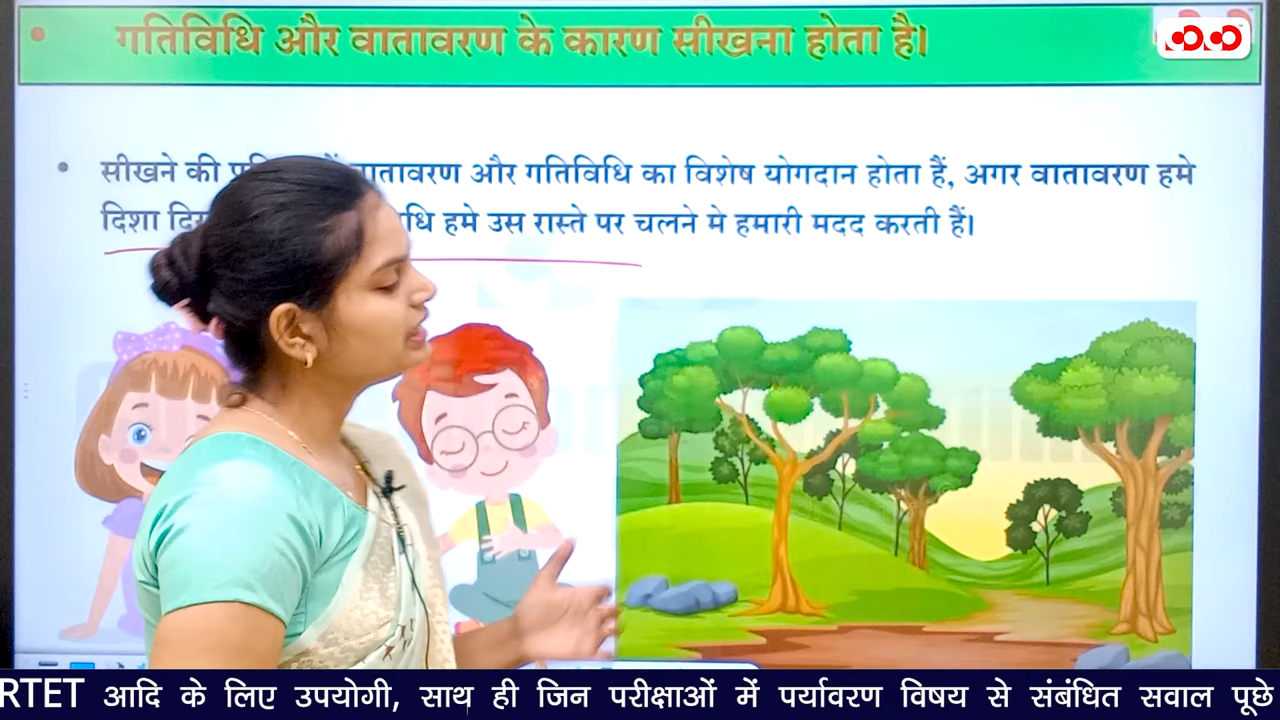 गतिविधि और वातावरण के कारण सीखना होता है।
सीखने की वातावरण और गतिविधि का विशेष योगदान होता हैं, अगर वातावरण हमे
दिशा हमे उस रास्ते पर चलने मे हमारी मदद करती हैं।
RTET आदि के लिए उपयोगी, साथ ही जिन परीक्षाओं में पर्यावरण विषय से संबंधित सवाल पूछे